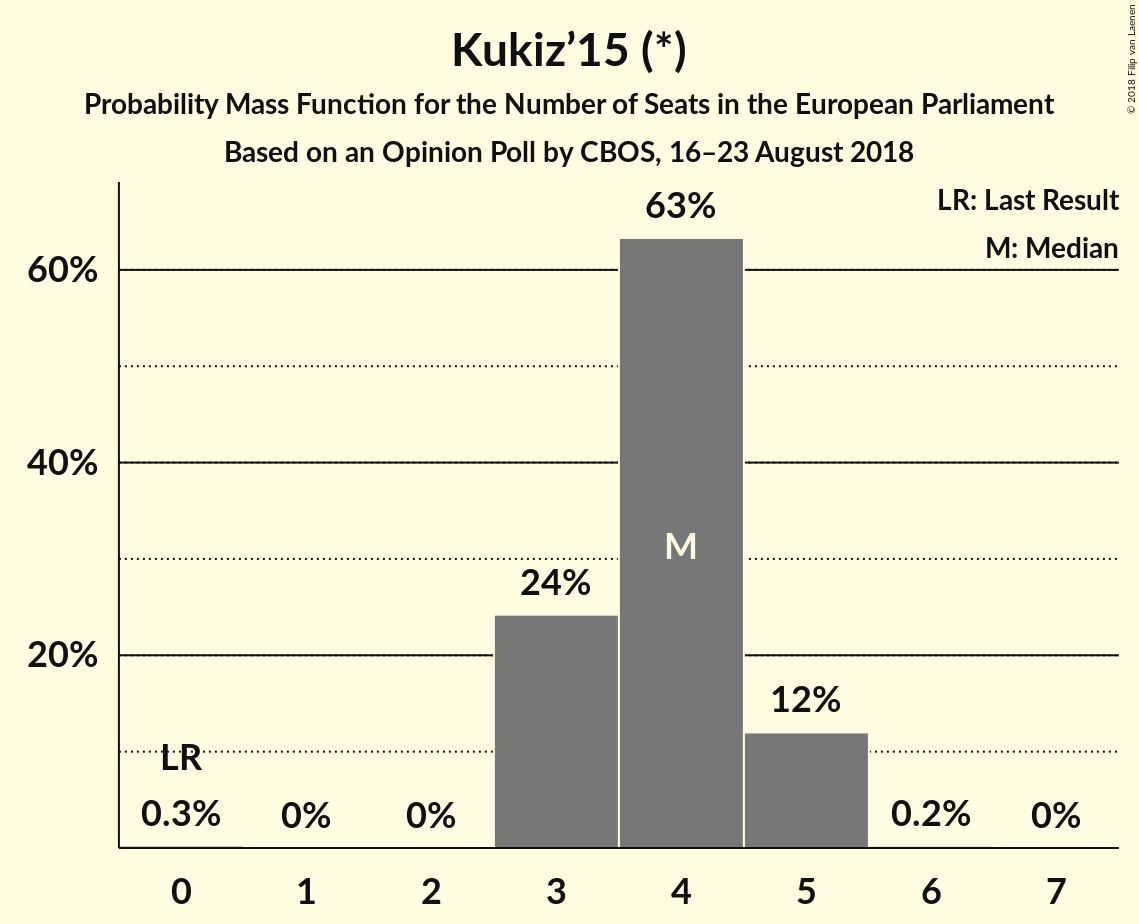 Kukiz’15 (*)
Probability Mass Function for the Number of Seats in the European Parliament
Based on an Opinion Poll by CBOS, 16–23 August 2018
© 2018 Filip van Laenen
LR: Last Result
M: Median
63%
60%
40%
M
24%
20%
12%
LR
0.3% 0% 0% 0.2% 0%
0 1 2 3 4 5 6 7